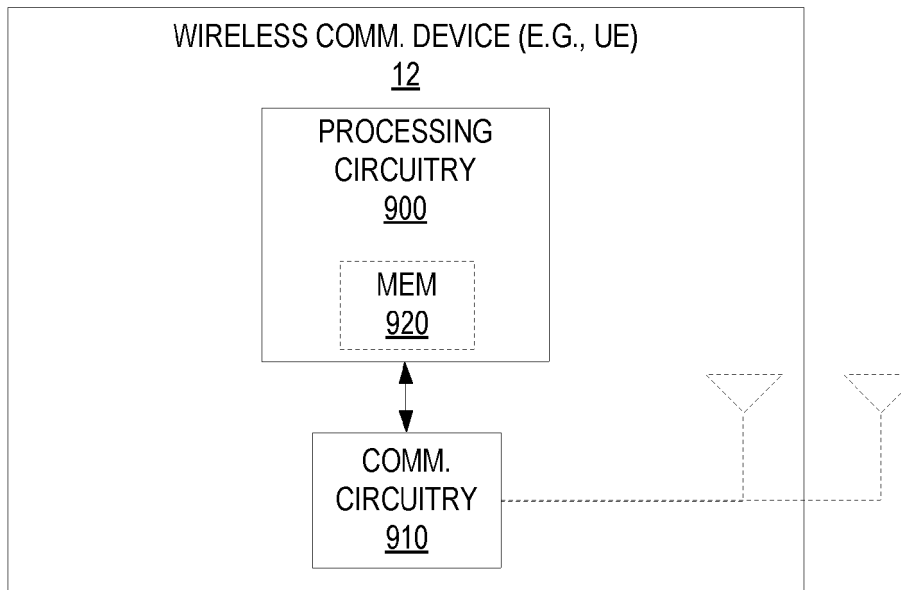 WIRELESS COMM. DEVICE (E.G., UE)
12
PROCESSING
CIRCUITRY
900
MEM
920
COMM.
CIRCUITRY
910